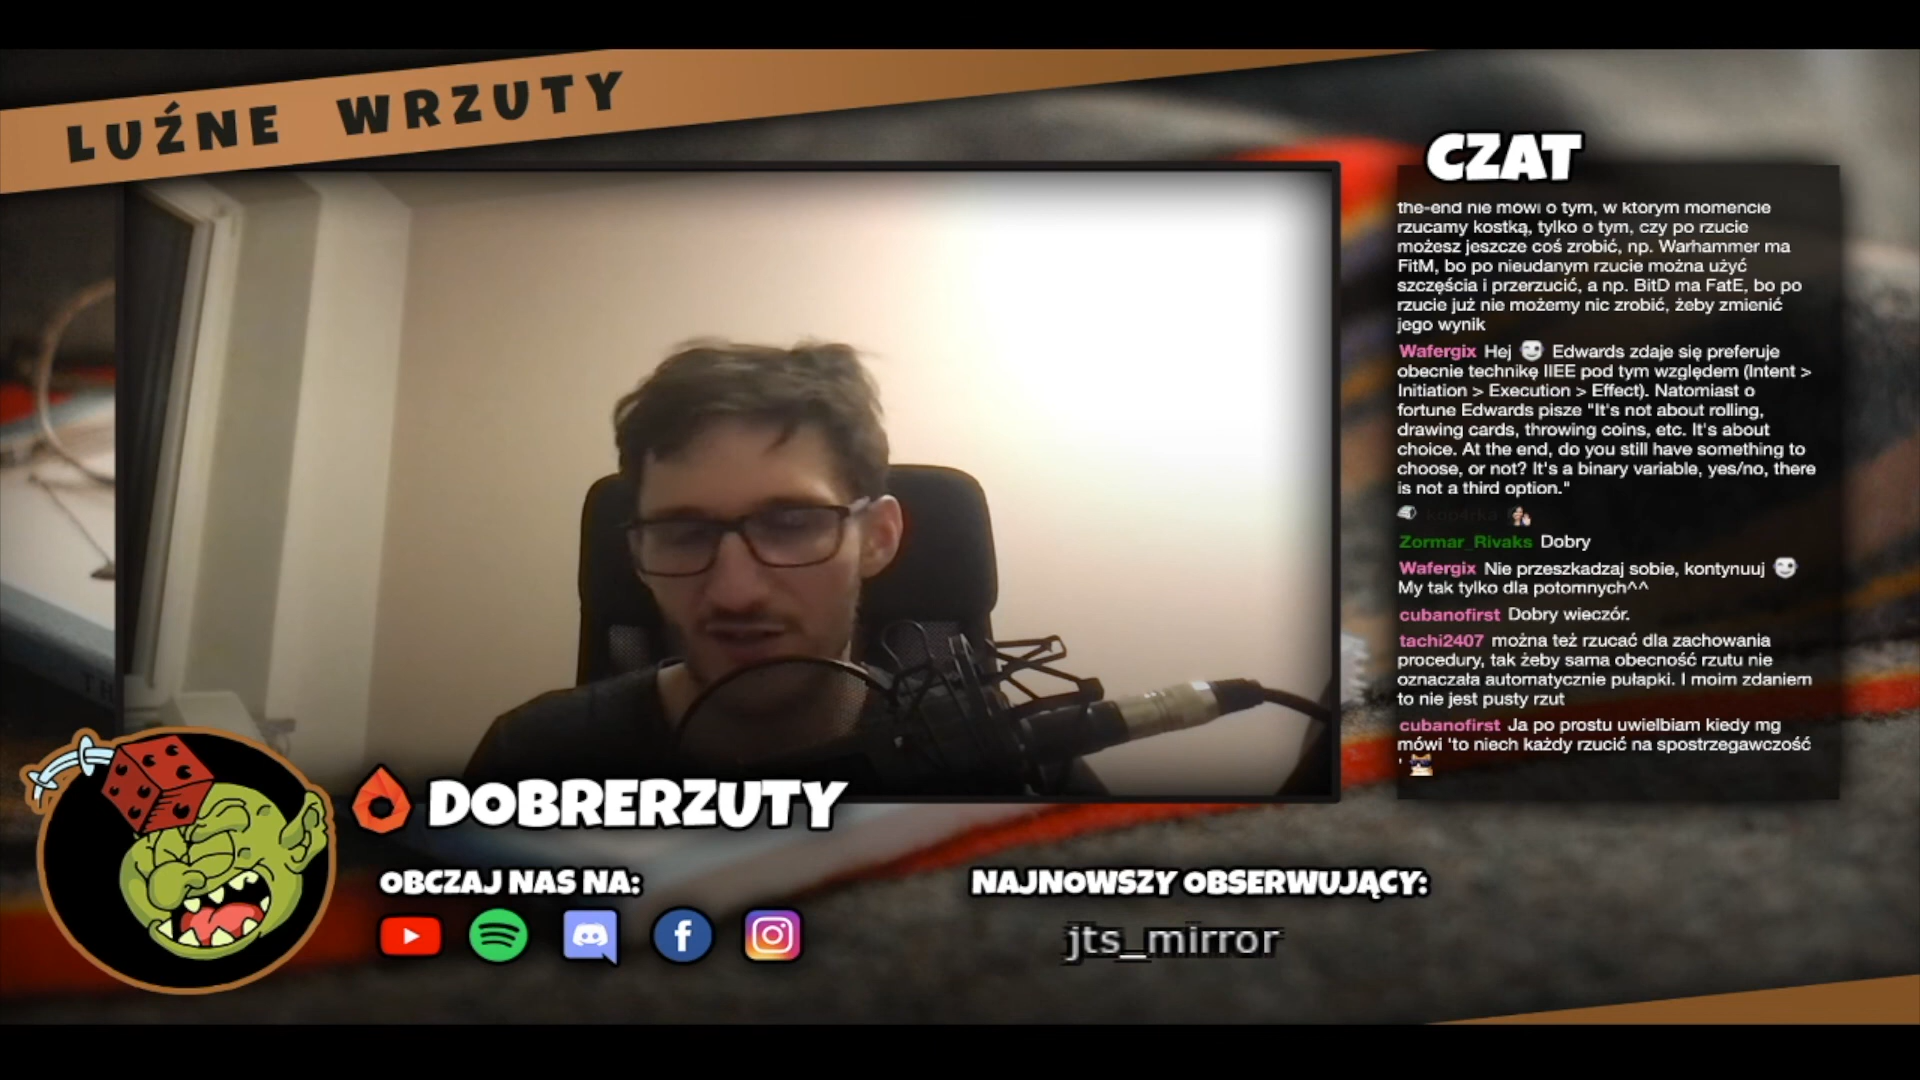 LUŹNE WRZUTY
CZAT
the-end nie mówi o tym, w którym momencie
rzucamy kostką, tylko o tym, czy po rzucie
możesz jeszcze coś zrobić, np. Warhammer ma
FitM, bo po nieudanym rzucie można użyć
szczęścia i przerzucić, a np. BitD ma FatE, bo po
rzucie już nie możemy nic zrobić, żeby zmienić
jego wynik
Wafergix Hej Edwards zdaje się preferuje
obecnie technikę IIEE pod tym względem (Intent >
Initiation > Execution > Effect). Natomiast o
fortune Edwards pisze "It's not about rolling,
drawing cards, throwing coins, etc. It's about
choice. At the end, do you still have something to
choose, or not? It's a binary variable, yes/no, there
is not a third option."
Zormar_Rivaks Dobry
Wafergix Nie przeszkadzaj sobie, kontynuuj
My tak tylko dla potomnych^^
cubanofirst Dobry wieczór.
tachi2407 można też rzucać dla zachowania
procedury, tak żeby sama obecność rzutu nie
oznaczała automatycznie pułapki. I moim zdaniem
to nie jest pusty rzut
cubanofirst Ja po prostu uwielbiam kiedy mg
mówi 'to niech każdy rzucić na spostrzegawczość
'
DOBRERZUTY
OBCZAJ NAS NA:
NAJNOWSZY OBSERWUJĄCY:
jts_mirror